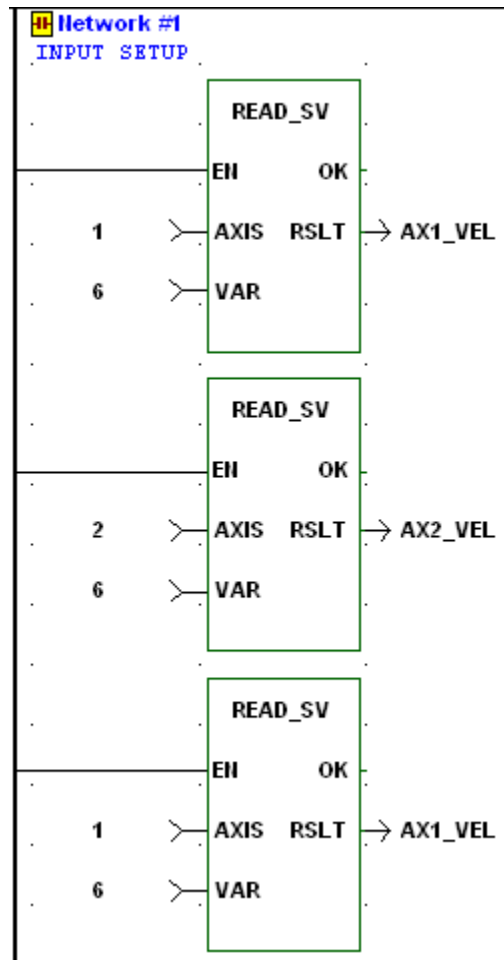 Network #1
INPUT SETUP
READ_SV
EN OK
1 AXIS RSLT AX1_VEL
6 VAR
READ_SV
EN OK
2 AXIS RSLT AX2_VEL
6 VAR
READ_SV
EN OK
1 AXIS RSLT AX1_VEL
6 VAR